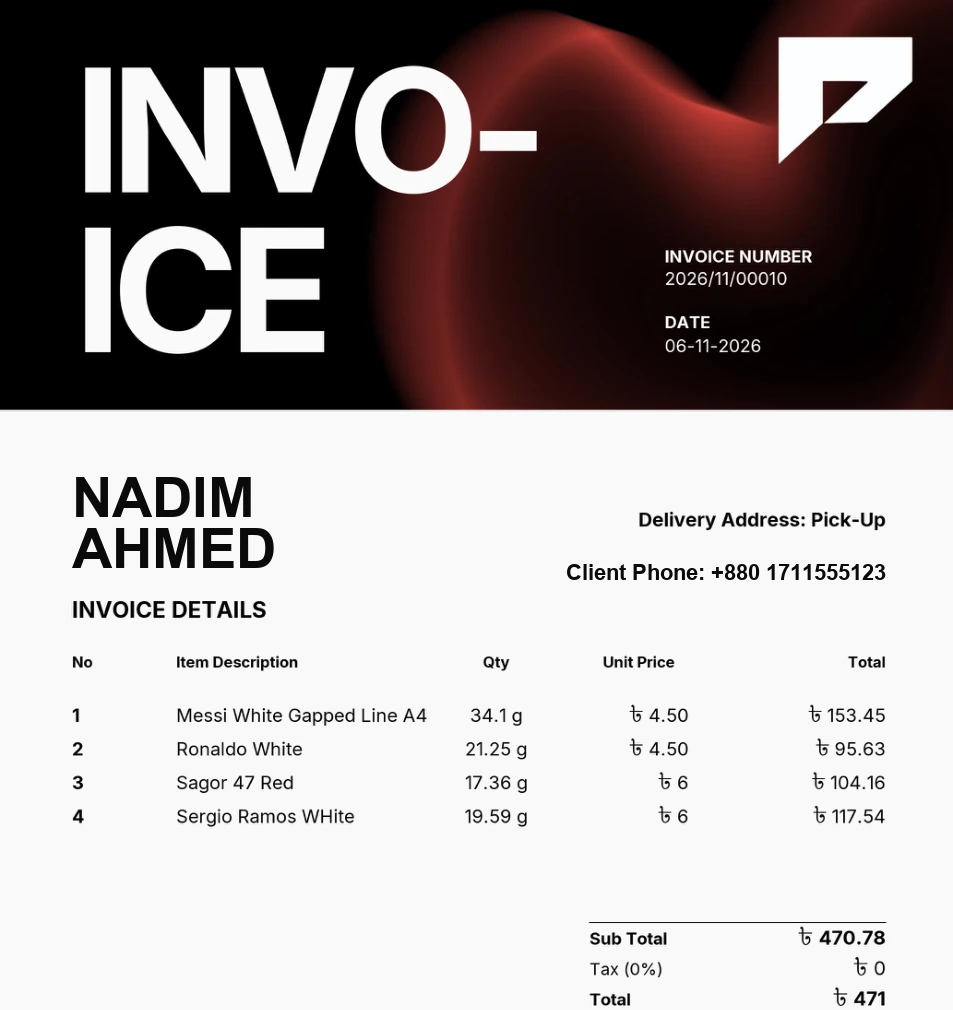 INVO-
ICE
INVOICE NUMBER
2026/11/00010
DATE
06-11-2026
NADIM
AHMED
Delivery Address: Pick-Up
Client Phone: +880 1711555123
INVOICE DETAILS
No Item Description Qty Unit Price Total
1 Messi White Gapped Line A4 34.1 g ৳ 4.50 ৳ 153.45
2 Ronaldo White 21.25 g ৳ 4.50 ৳ 95.63
3 Sagor 47 Red 17.36 g ৳ 6 ৳ 104.16
4 Sergio Ramos WHite 19.59 g ৳ 6 ৳ 117.54
Sub Total ৳ 470.78
Tax (0%) ৳ 0
Total ৳ 471